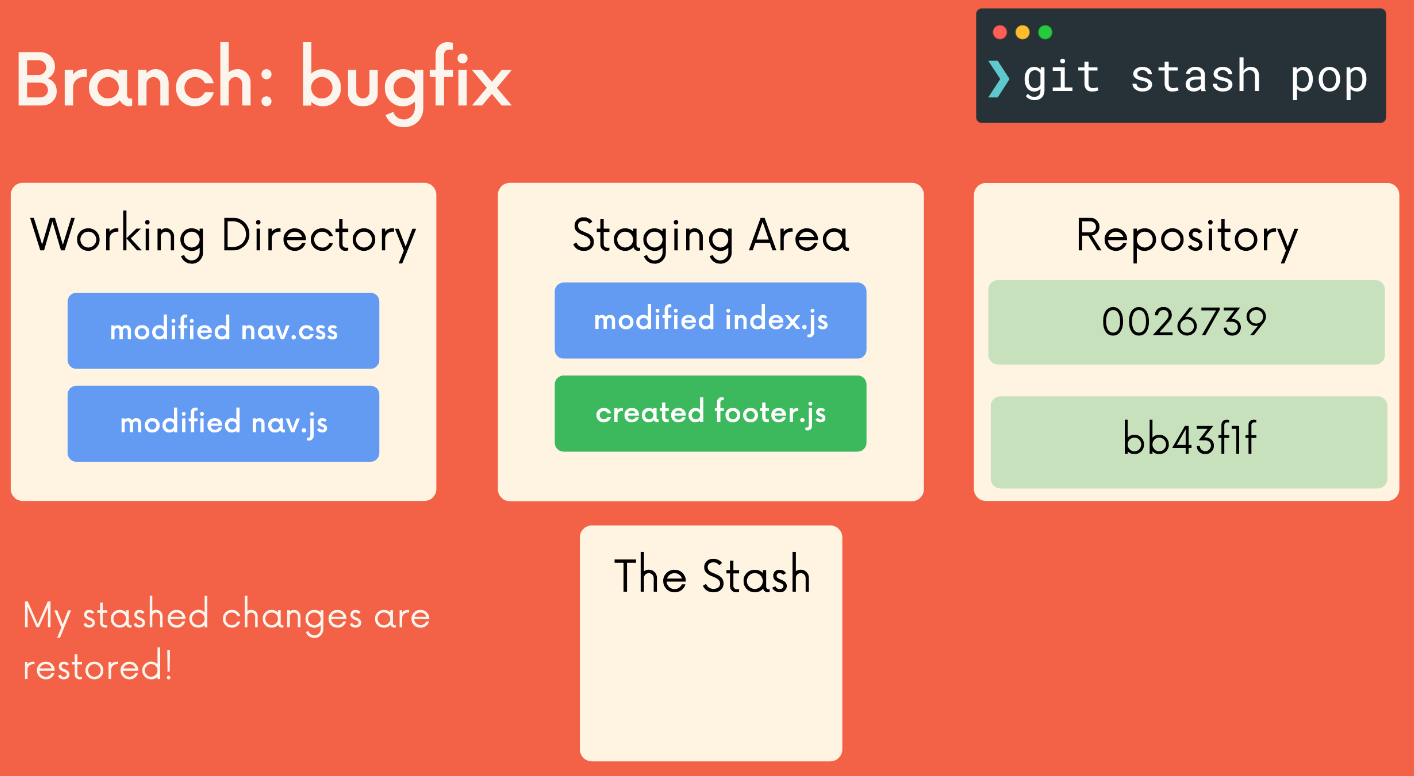 Branch: bugfix
❯ git stash pop
Working Directory
modified nav.css
modified nav.js
Staging Area
modified index.js
created footer.js
Repository
0026739
bb43f1f
The Stash
My stashed changes are
restored!